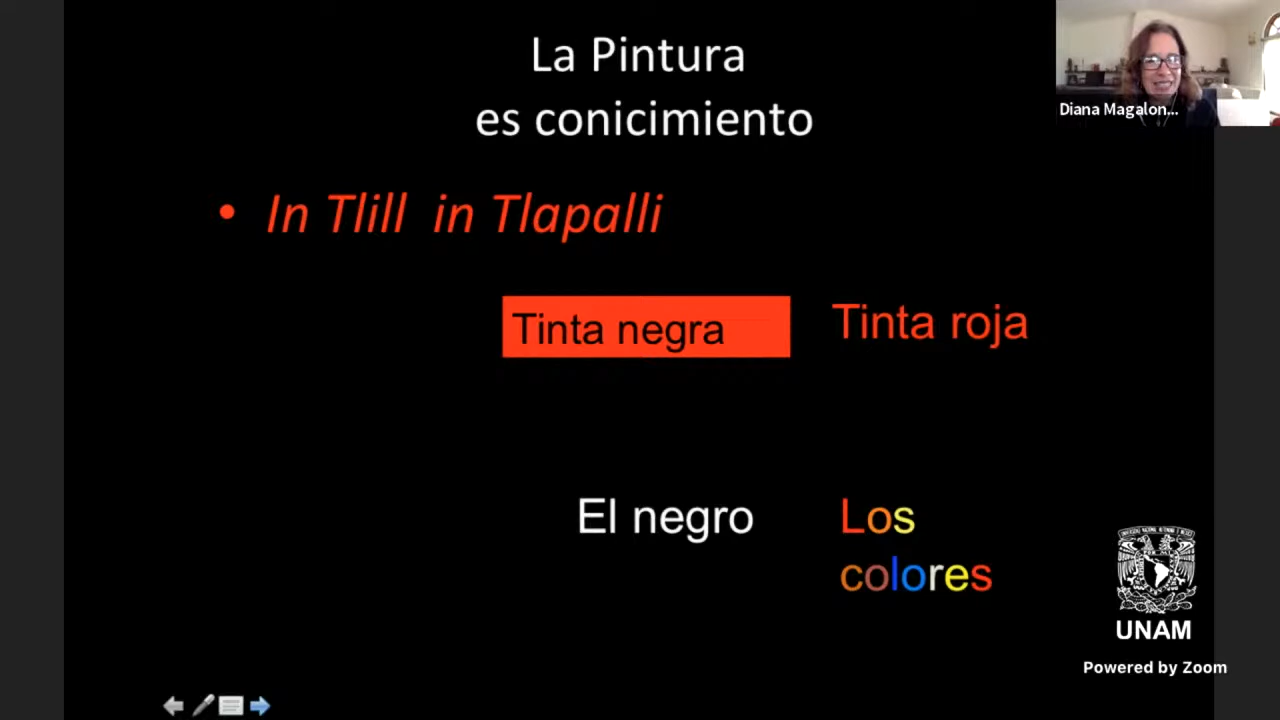 La Pintura
es conicimiento
Diana Magalon...
• In Tlill in Tlapalli
Tinta negra
Tinta roja
El negro
Los
colores
UNAM
Powered by Zoom